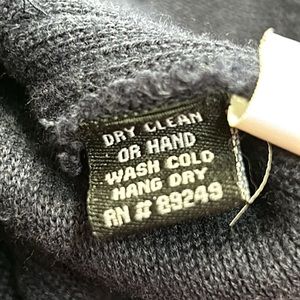 DRY CLEAN
OR HAND
WASH COLD
HANG DRY
RN # 89249